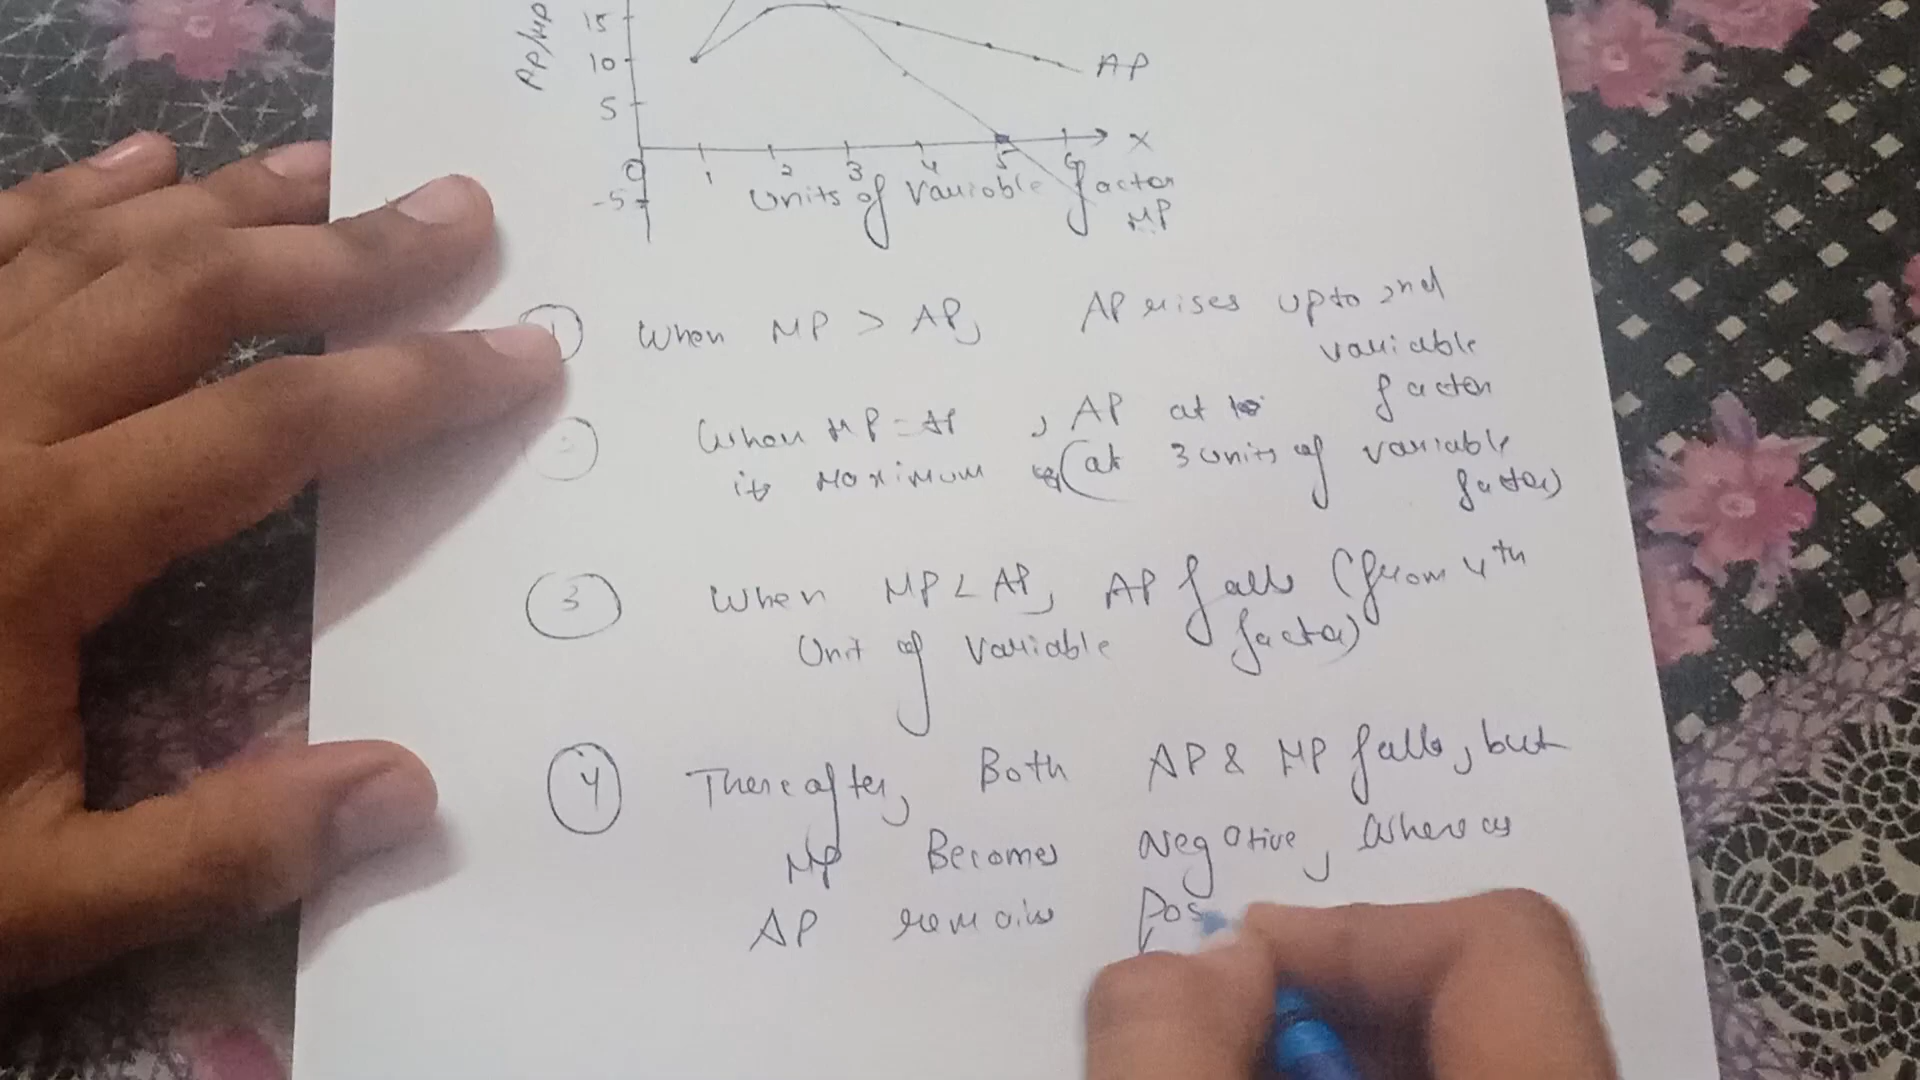 AP/MP
15
10
5
0
-5
1 2 3 4 5 6
X
AP
Units of Variable factor
MP
1 When MP > AP, AP rises upto 2nd
variable
factor
2 When MP = AP, AP at
is Maximum (at 3 units of variable
factor)
3 When MP < AP, AP falls (from 4th
Unit of Variable factor)
4 Thereafter, Both AP & MP falls, but
MP Becomes Negative, whereas
AP remains Pos